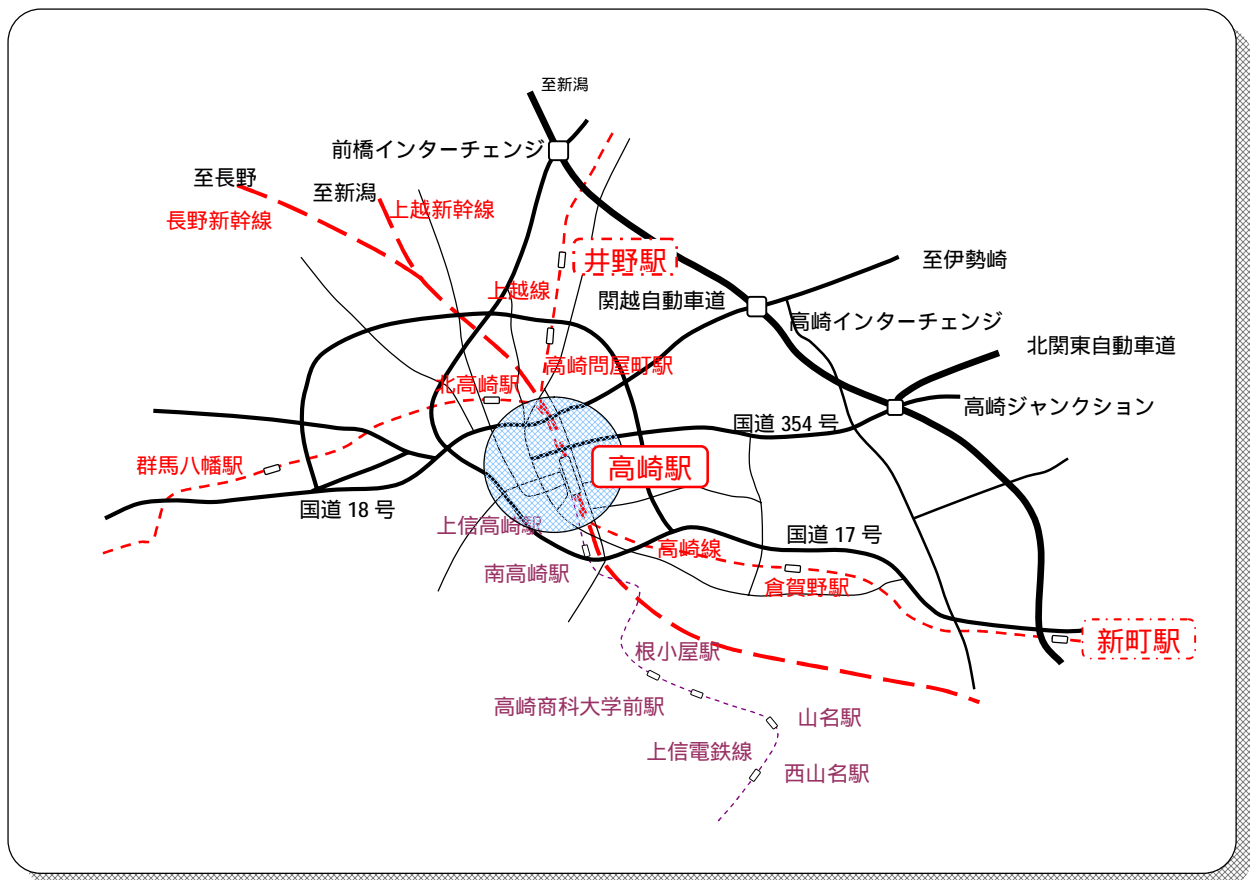 至新潟
前橋インターチェンジ
至長野
至新潟
上越新幹線
長野新幹線
井野駅
至伊勢崎
上越線
関越自動車道
高崎インターチェンジ
北関東自動車道
高崎問屋町駅
北高崎駅
高崎ジャンクション
国道 354 号
群馬八幡駅
高崎駅
国道 18 号
上信高崎駅
国道 17 号
高崎線
南高崎駅
倉賀野駅
新町駅
根小屋駅
高崎商科大学前駅
山名駅
上信電鉄線
西山名駅